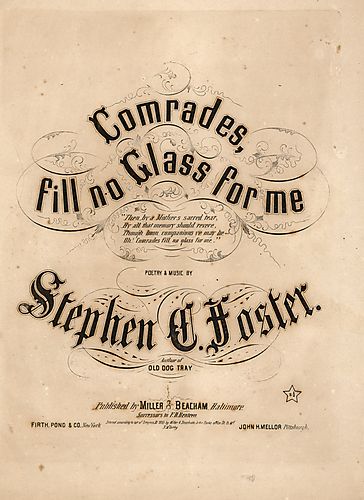 Comrades,
fill no Glass for me
"Then, by a Mother's sacred tear,
By all that memory should revere,
Though boon companions ye may be—
Oh! Comrades fill, no glass for me."
POETRY & MUSIC BY
Stephen C. Foster.
Author of
OLD DOG TRAY
Published by MILLER & BEACHAM, Baltimore
Successors to F. D. Benteen
FIRTH, POND & CO. New York
JOHN H. MELLOR Pittsburgh.